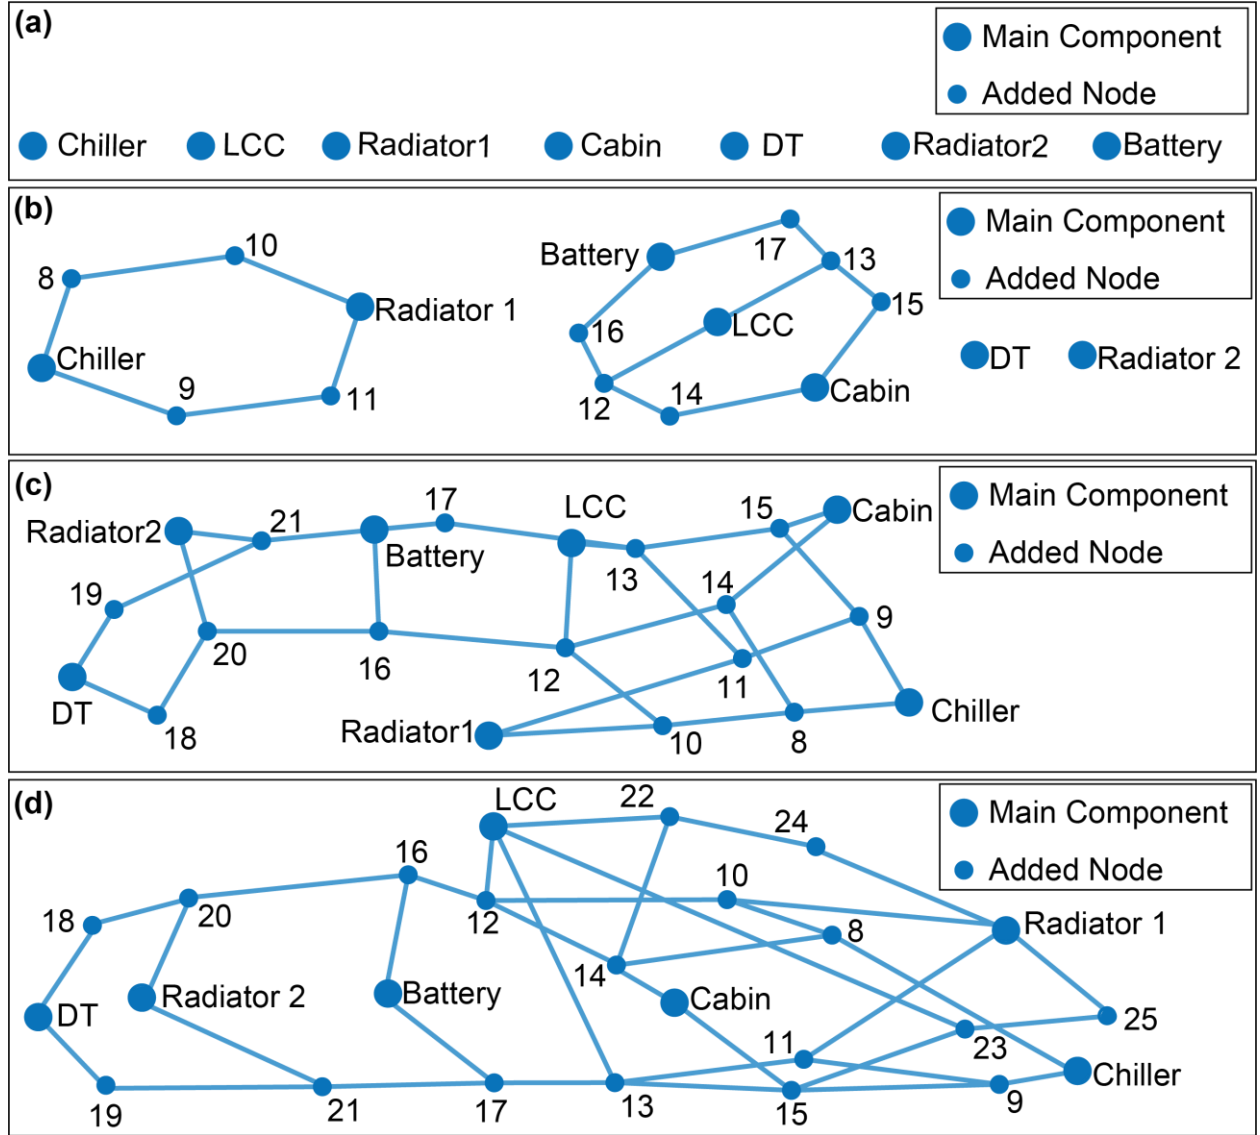 (a)
Main Component
Added Node
Chiller LCC Radiator1 Cabin DT Radiator2 Battery
(b)
Main Component
Added Node
10
8
Radiator 1
Chiller
9
11
Battery
17
13
15
16
LCC
12
14
Cabin
DT Radiator 2
(c)
Main Component
Added Node
Radiator2
21
Battery
17
LCC
13
15
Cabin
19
20
16
12
14
9
DT
18
Radiator1
10
11
8
Chiller
(d)
Main Component
Added Node
LCC
22
24
16
18
20
12
10
8
Radiator 1
14
DT
Radiator 2
Battery
Cabin
11
23
25
Chiller
19
21
17
13
15
9